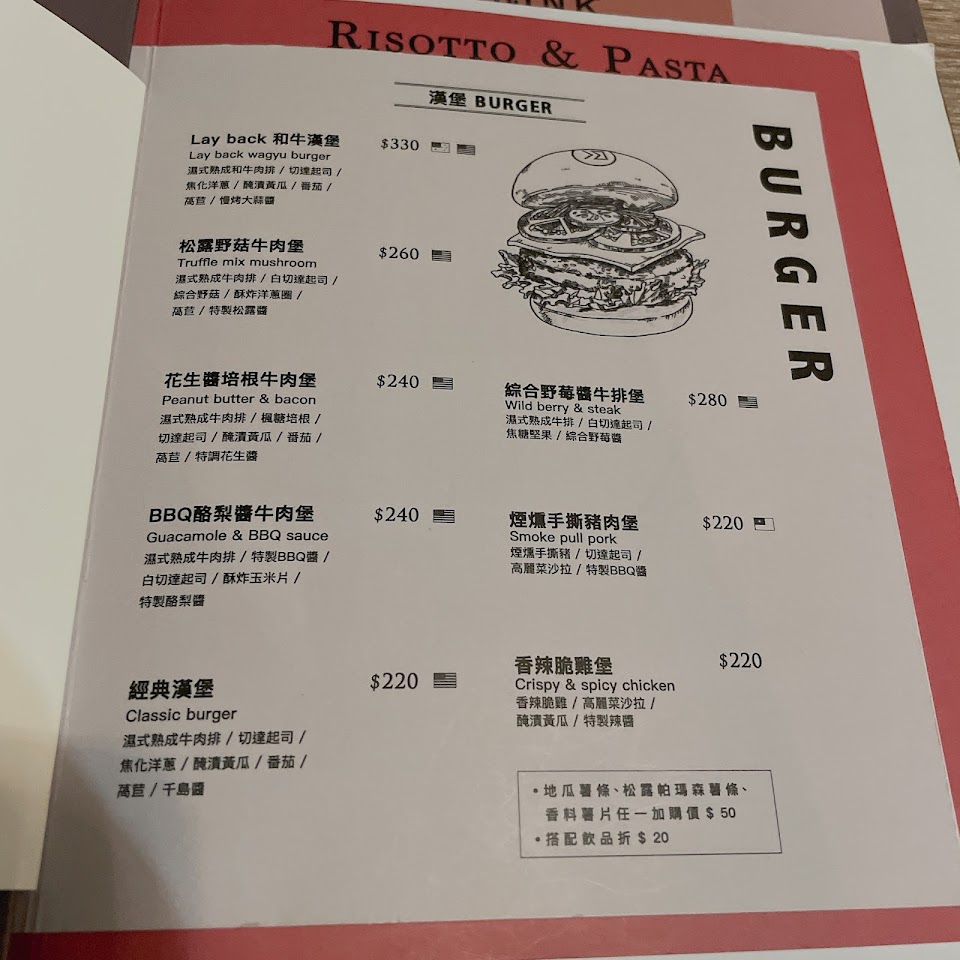 RISOTTO & PASTA
漢堡 BURGER
BURGER
Lay back 和牛漢堡 $330
Lay back wagyu burger
濕式熟成和牛肉排 / 切達起司 /
焦化洋蔥 / 醃漬黃瓜 / 番茄 /
萵苣 / 慢烤大蒜醬
松露野菇牛肉堡 $260
Truffle mix mushroom
濕式熟成牛肉排 / 白切達起司 /
綜合野菇 / 酥炸洋蔥圈 /
萵苣 / 特製松露醬
花生醬培根牛肉堡 $240
Peanut butter & bacon
濕式熟成牛肉排 / 楓糖培根 /
切達起司 / 醃漬黃瓜 / 番茄 /
萵苣 / 特調花生醬
BBQ酪梨醬牛肉堡 $240
Guacamole & BBQ sauce
濕式熟成牛肉排 / 特製BBQ醬 /
白切達起司 / 酥炸玉米片 /
特製酪梨醬
經典漢堡 $220
Classic burger
濕式熟成牛肉排 / 切達起司 /
焦化洋蔥 / 醃漬黃瓜 / 番茄 /
萵苣 / 千島醬
綜合野莓醬牛排堡 $280
Wild berry & steak
濕式熟成牛排 / 白切達起司 /
焦糖堅果 / 綜合野莓醬
煙燻手撕豬肉堡 $220
Smoke pull pork
煙燻手撕豬 / 切達起司 /
高麗菜沙拉 / 特製BBQ醬
香辣脆雞堡 $220
Crispy & spicy chicken
香辣脆雞 / 高麗菜沙拉 /
醃漬黃瓜 / 特製辣醬
•地瓜薯條、松露帕瑪森薯條、
香料薯片任一加購價 $ 50
•搭配飲品折 $ 20